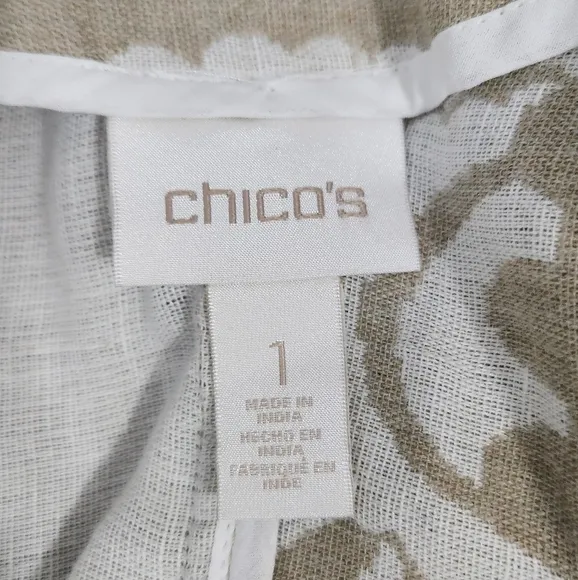 chico's
1
MADE IN
INDIA
HECHO EN
INDIA
FABRIQUÉ EN
INDE